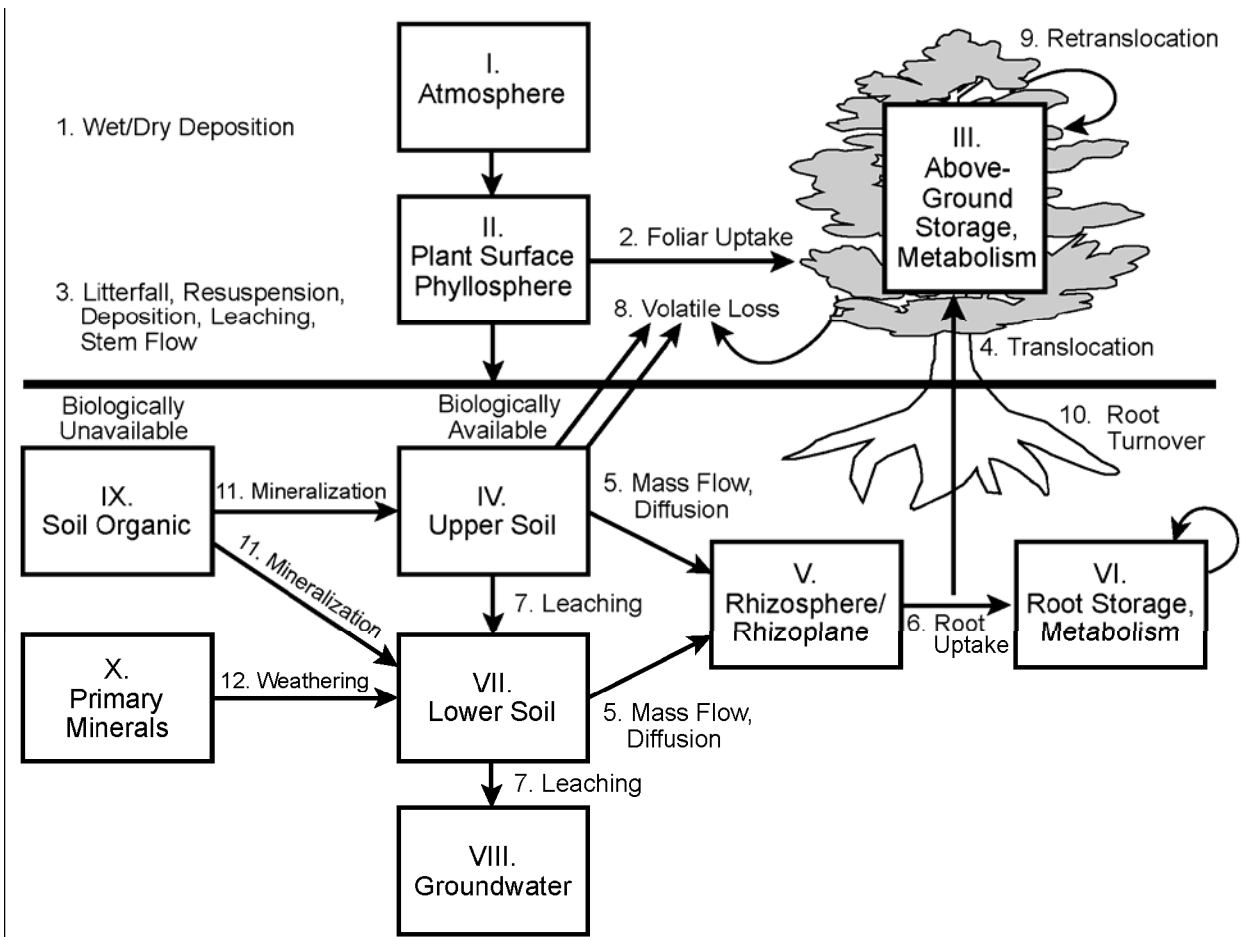 I.
Atmosphere
9. Retranslocation
1. Wet/Dry Deposition
III.
Above-
Ground
Storage,
Metabolism
II.
Plant Surface
Phyllosphere
2. Foliar Uptake
3. Litterfall, Resuspension,
Deposition, Leaching,
Stem Flow
8. Volatile Loss
4. Translocation
Biologically
Unavailable
Biologically
Available
10. Root
Turnover
IX.
Soil Organic
11. Mineralization
IV.
Upper Soil
5. Mass Flow,
Diffusion
11. Mineralization
7. Leaching
V.
Rhizosphere/
Rhizoplane
6. Root
Uptake
VI.
Root Storage,
Metabolism
X.
Primary
Minerals
12. Weathering
VII.
Lower Soil
5. Mass Flow,
Diffusion
7. Leaching
VIII.
Groundwater